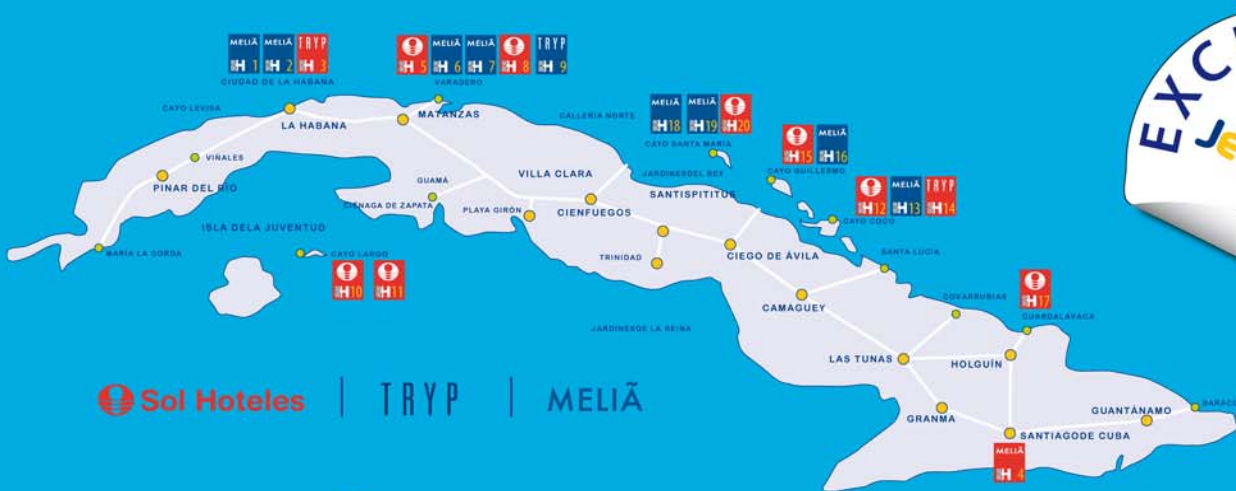 MELIÃ MELIÃ TRYP
H 1 H 2 H 3
CIUDAD DE LA HABANA
MELIÃ MELIÃ TRYP
H 5 H 6 H 7 H 8 H 9
VARADERO
EXC
Je
CAYO LEVISA
LA HABANA
MATANZAS
CALLERIA NORTE
MELIÃ MELIÃ
H18 H19 H20
CAYO SANTA MARÍA
MELIÃ
H15 H16
CAYO GUILLERMO
MELIÃ TRYP
H12 H13 H14
CAYO COCO
VIÑALES
PINAR DEL RÍO
GUAMÁ
CIÉNAGA DE ZAPATA
VILLA CLARA
JARDINESDEL REY
SANTISPITITUS
PLAYA GIRÓN
CIENFUEGOS
ISLA DELA JUVENTUD
MARÍA LA GORDA
CAYO LARGO
H10 H11
TRINIDAD
CIEGO DE ÁVILA
SANTA LUCÍA
CAMAGUEY
COVARRUBIAS
H17
GUARDALAVACA
JARDINESDE LA REINA
LAS TUNAS
HOLGUÍN
Sol Hoteles | TRYP | MELIÃ
GRANMA
GUANTÁNAMO
BARACO
SANTIAGODE CUBA
MELIÃ
H 4